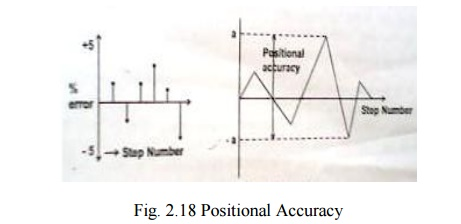 +5
%
error
-5
→ Step Number
a
Positional
accuracy
-a
Step Number
Fig. 2.18 Positional Accuracy